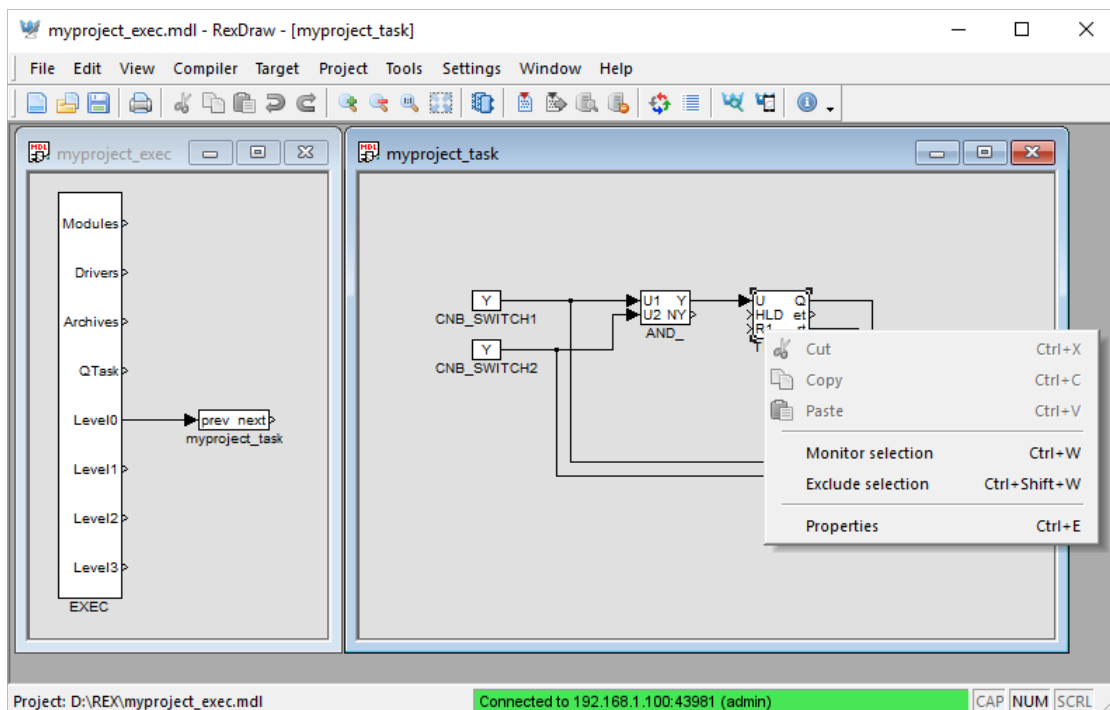 myproject_exec.mdl - RexDraw - [myproject_task]
File Edit View Compiler Target Project Tools Settings Window Help
myproject_exec
Modules
Drivers
Archives
QTask
Level0
prev next
myproject_task
Level1
Level2
Level3
EXEC
myproject_task
Y
CNB_SWITCH1
Y
CNB_SWITCH2
U1 Y
U2 NY
AND_
U Q
HLD et
R1 rt
T
Cut Ctrl+X
Copy Ctrl+C
Paste Ctrl+V
Monitor selection Ctrl+W
Exclude selection Ctrl+Shift+W
Properties Ctrl+E
Project: D:\REX\myproject_exec.mdl
Connected to 192.168.1.100:43981 (admin)
CAP NUM SCRL